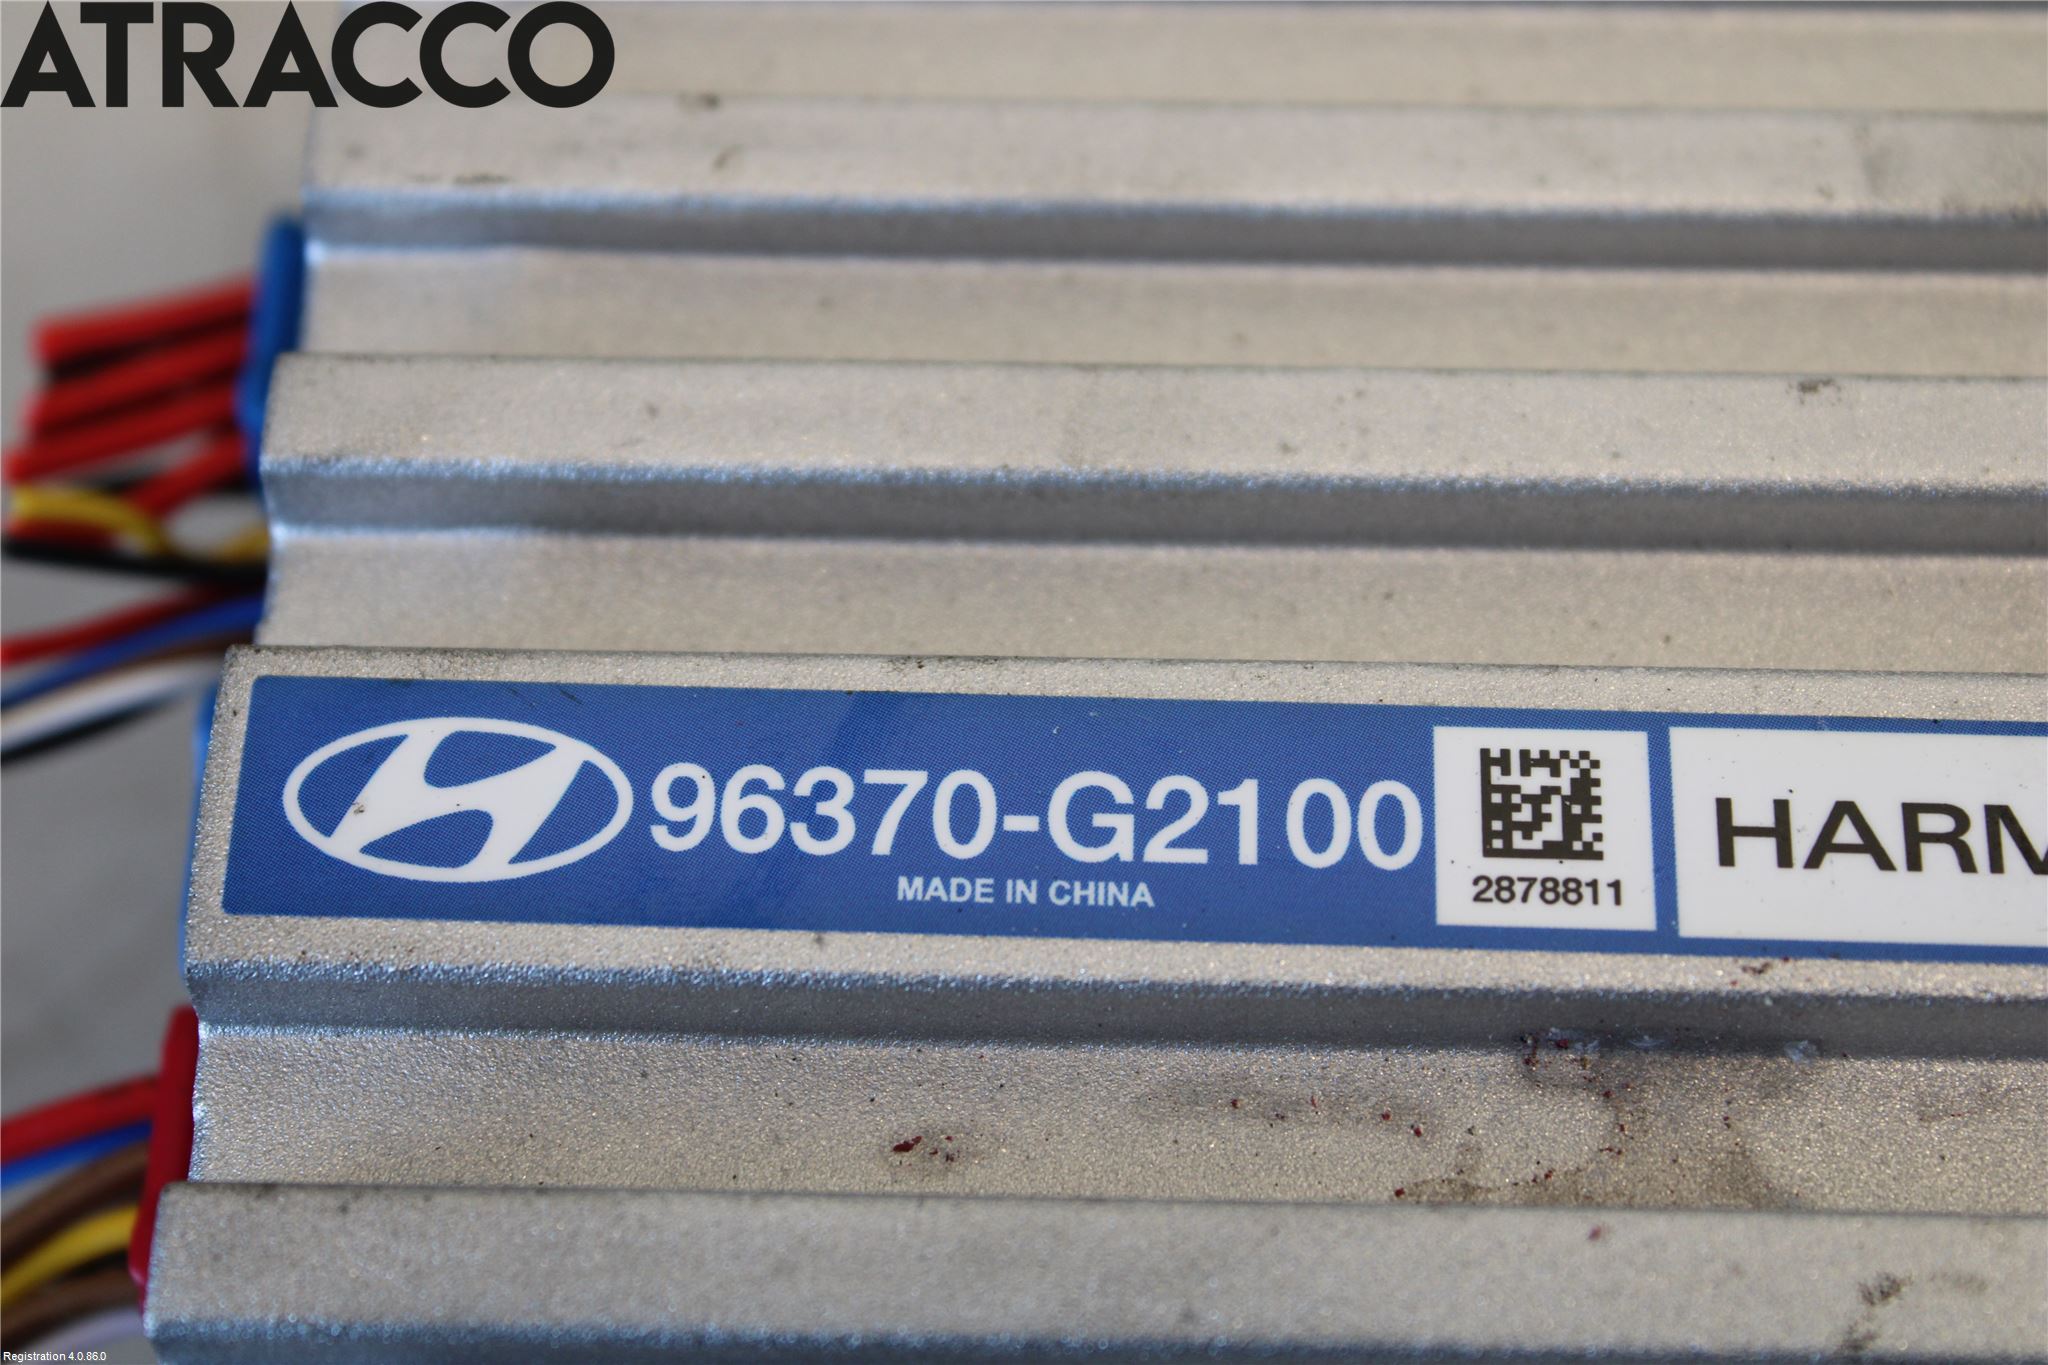 ATRACCO
96370-G2100
MADE IN CHINA
2878811
HARM
Registration 4.0.86.0